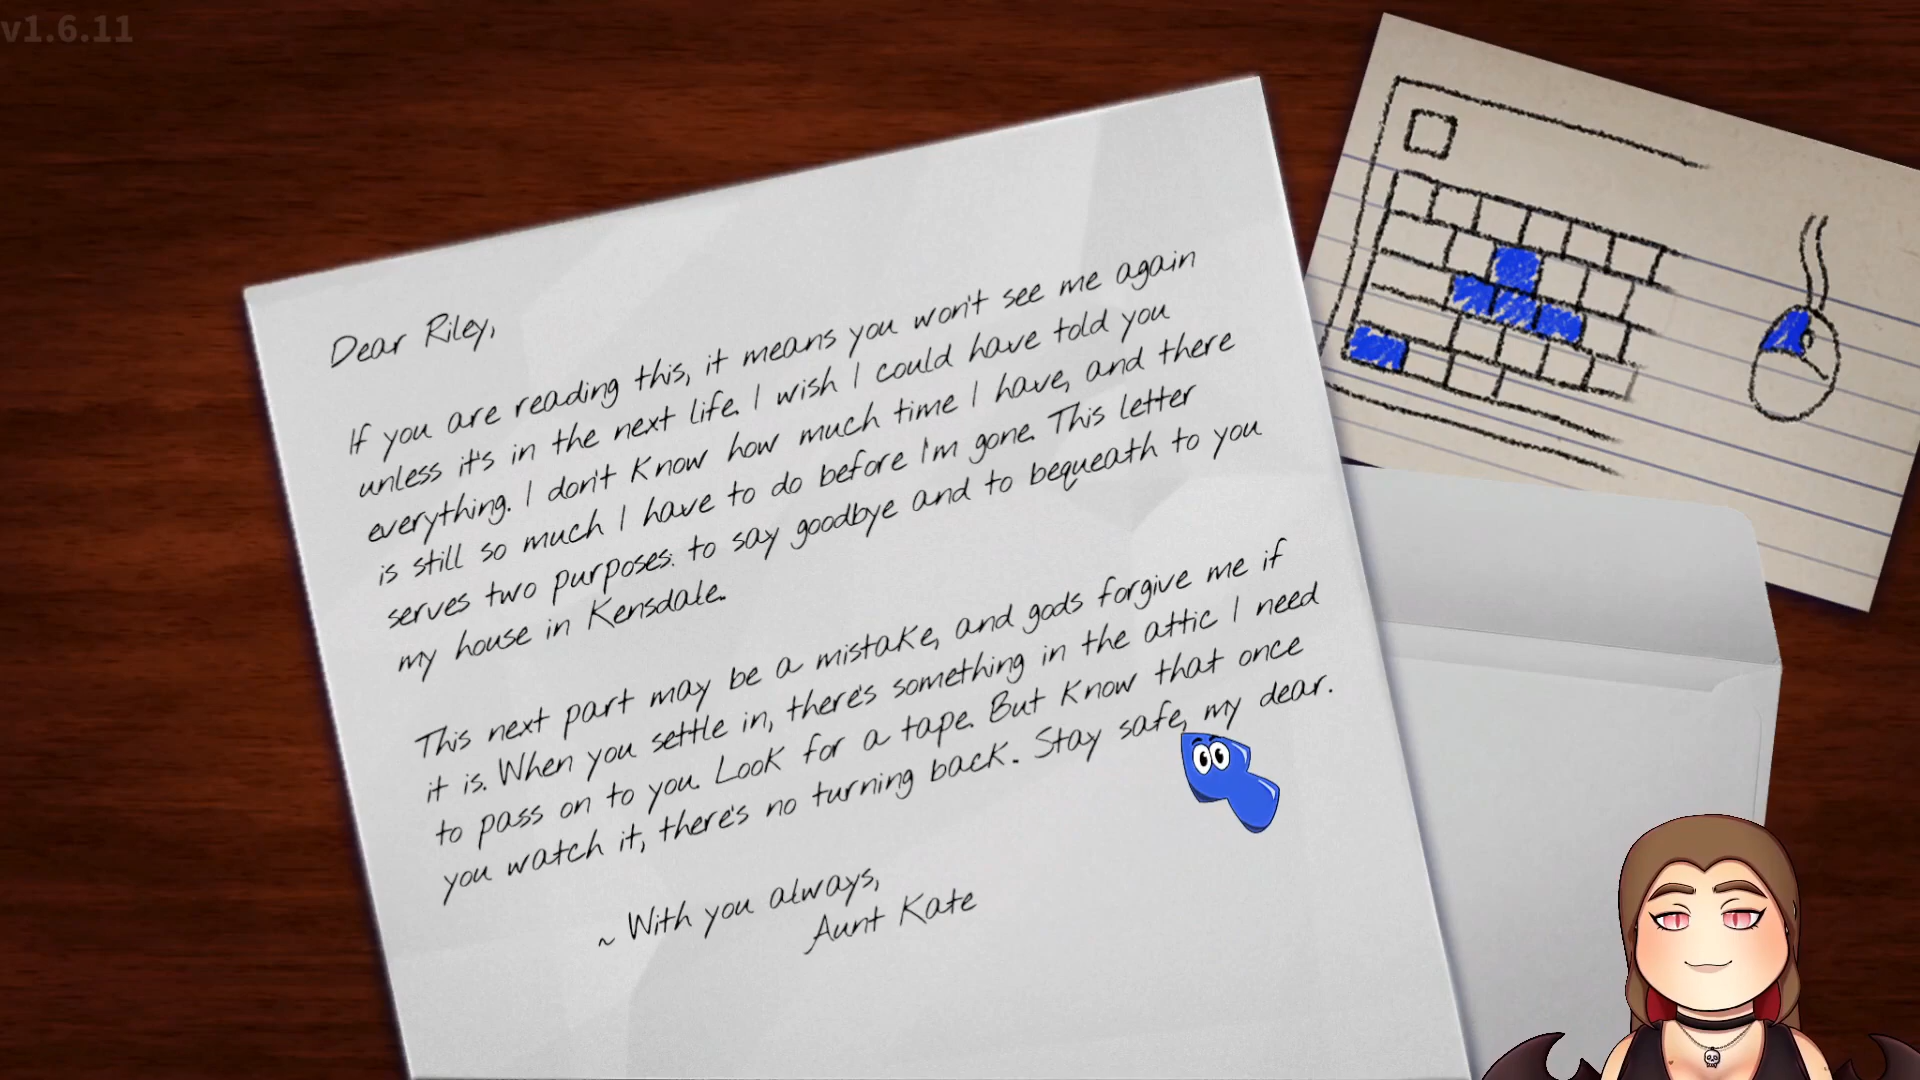 v1.6.11
Dear Riley,
If you are reading this, it means you won't see me again
unless it's in the next life. I wish I could have told you
everything. I don't know how much time I have, and there
is still so much I have to do before I'm gone. This letter
serves two purposes: to say goodbye and to bequeath to you
my house in Kensdale.
This next part may be a mistake, and gods forgive me if
it is. When you settle in, there's something in the attic I need
to pass on to you. Look for a tape. But know that once
you watch it, there's no turning back. Stay safe, my dear.
~ With you always,
Aunt Kate